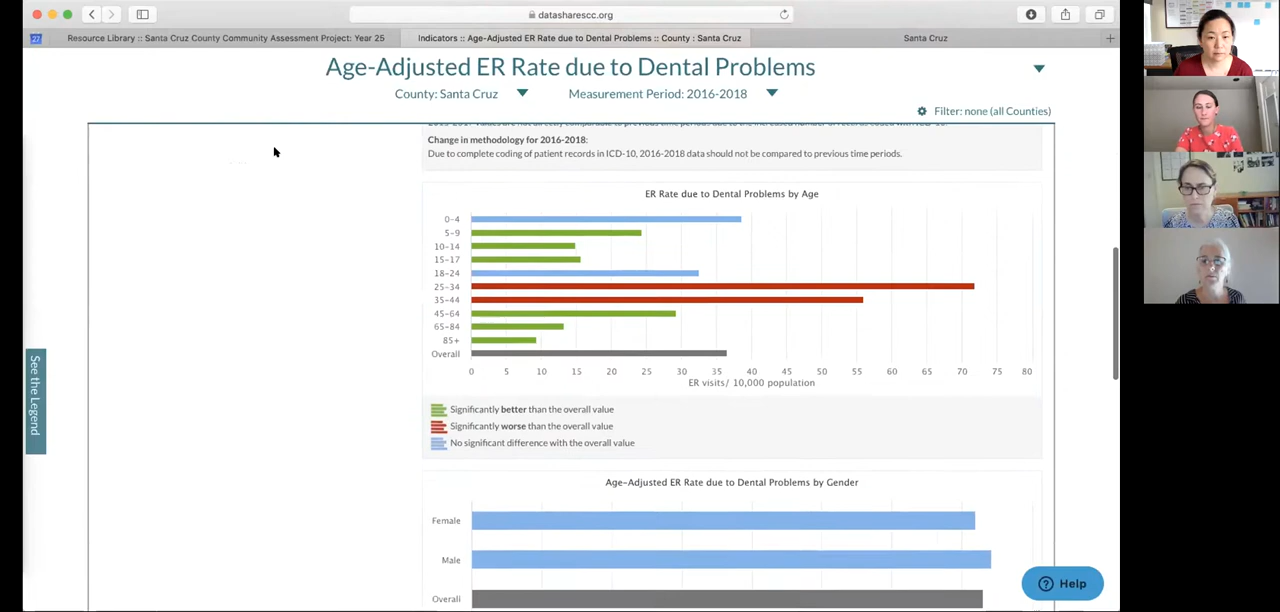 datasharescc.org
27
Resource Library :: Santa Cruz County Community Assessment Project: Year 25
Indicators :: Age-Adjusted ER Rate due to Dental Problems :: County : Santa Cruz
Santa Cruz
Age-Adjusted ER Rate due to Dental Problems
County: Santa Cruz
Measurement Period: 2016-2018
Filter: none (all Counties)
Change in methodology for 2016-2018:
Due to complete coding of patient records in ICD-10, 2016-2018 data should not be compared to previous time periods.
ER Rate due to Dental Problems by Age
0-4
5-9
10-14
15-17
18-24
25-34
35-44
45-64
65-84
85+
Overall
0 5 10 15 20 25 30 35 40 45 50 55 60 65 70 75 80
ER visits/ 10,000 population
Significantly better than the overall value
Significantly worse than the overall value
No significant difference with the overall value
See the Legend
Age-Adjusted ER Rate due to Dental Problems by Gender
Female
Male
Overall
Help